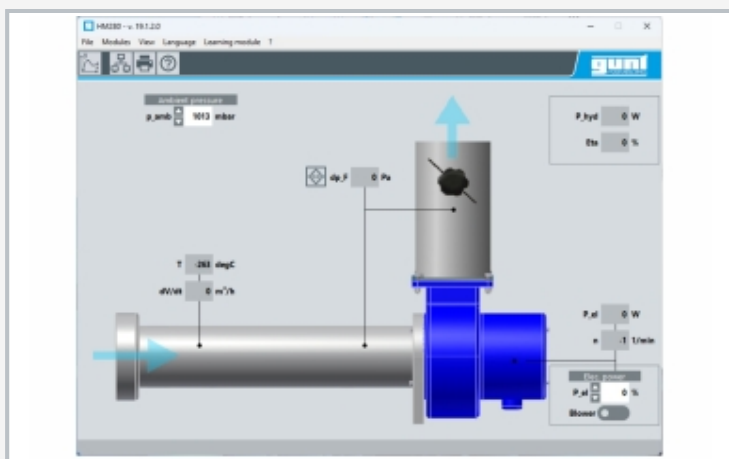 HM280 - v. 19.1.2.0
File Modules View Language Learning module ?
gunt
Ambient pressure
p_amb 1013 mbar
P_hyd 0 W
Eta 0 %
dp_F 0 Pa
T -263 degC
dV/dt 0 m³/h
P_el 0 W
n -1 1/min
Elec. power
P_el 0 %
Blower